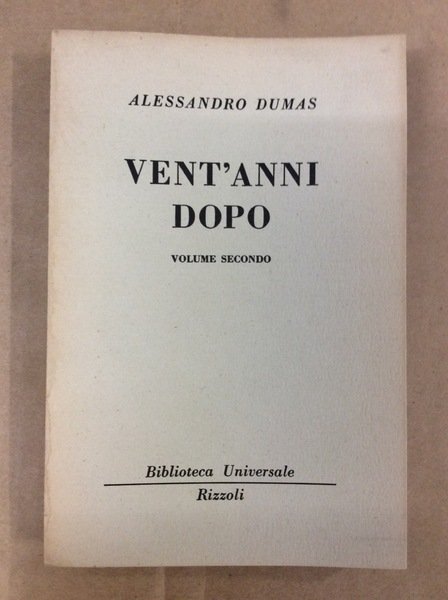 ALESSANDRO DUMAS
VENT'ANNI
DOPO
VOLUME SECONDO
Biblioteca Universale
Rizzoli